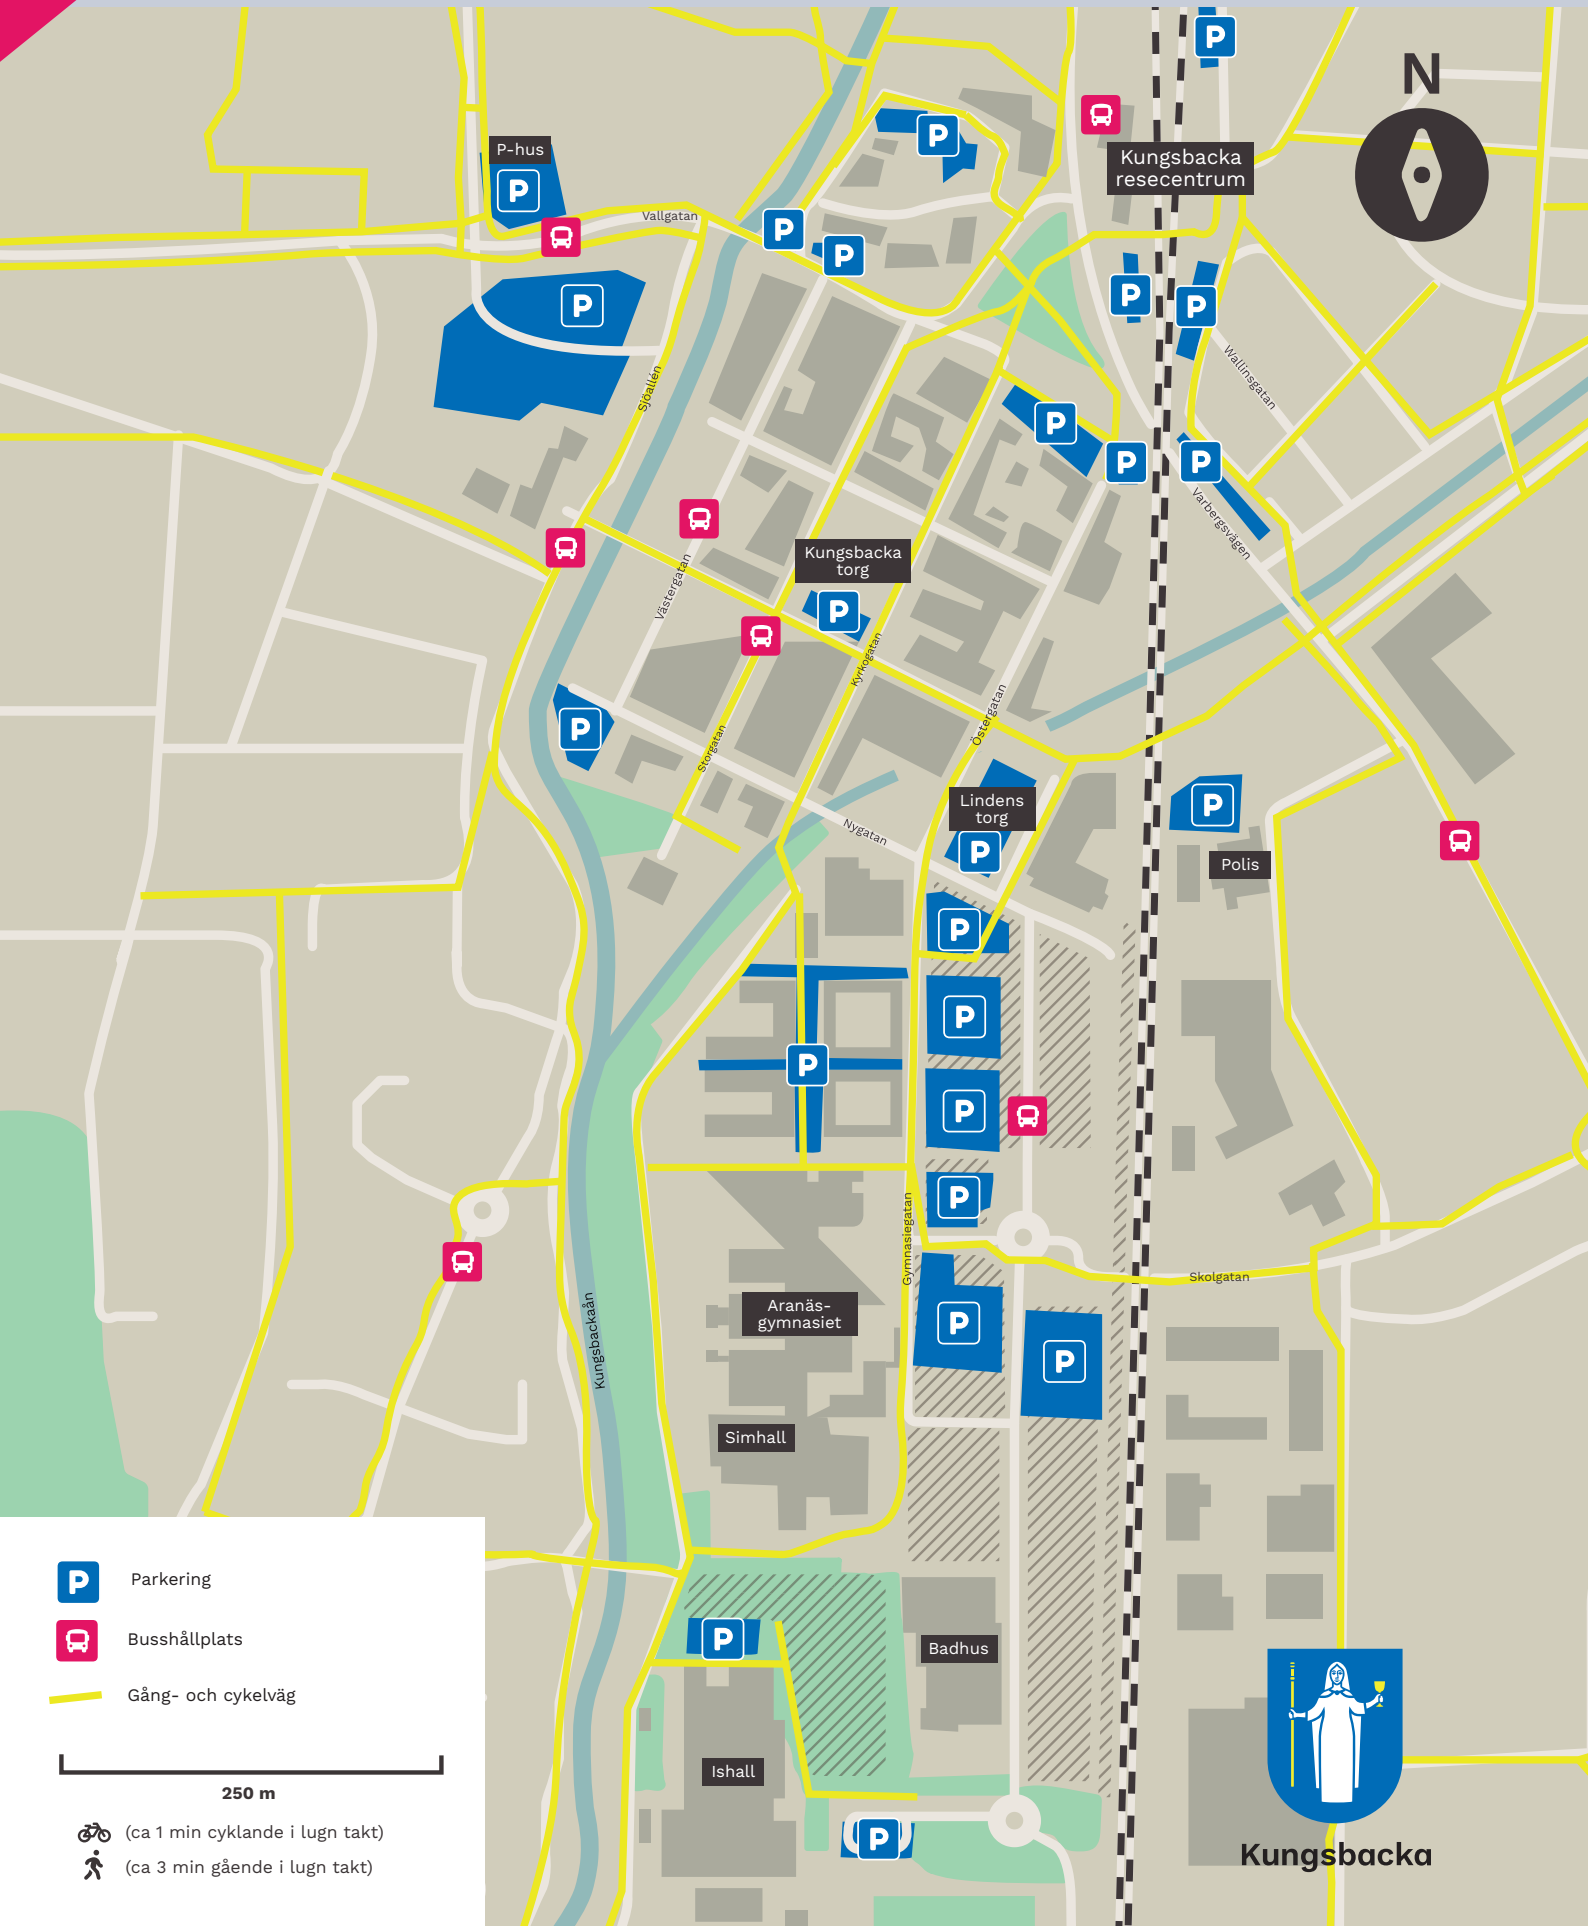 P
N
P
P-hus
P
Kungsbacka
resecentrum
Vallgatan
P
P
P
P
P
Wallinsgatan
Sjöallén
P
P
P
Varbergsvägen
Kungsbacka
torg
Västergatan
P
Kyrkogatan
Östergatan
P
Storgatan
Lindens
torg
P
Nygatan
P
Polis
P
P
P
P
P
Gymnasiegatan
Skolgatan
Aranäs-
gymnasiet
P
Kungsbackaån
P
Simhall
P Parkering
Busshållplats
P
Badhus
Gång- och cykelväg
Ishall
250 m
(ca 1 min cyklande i lugn takt)
P
(ca 3 min gående i lugn takt)
Kungsbacka